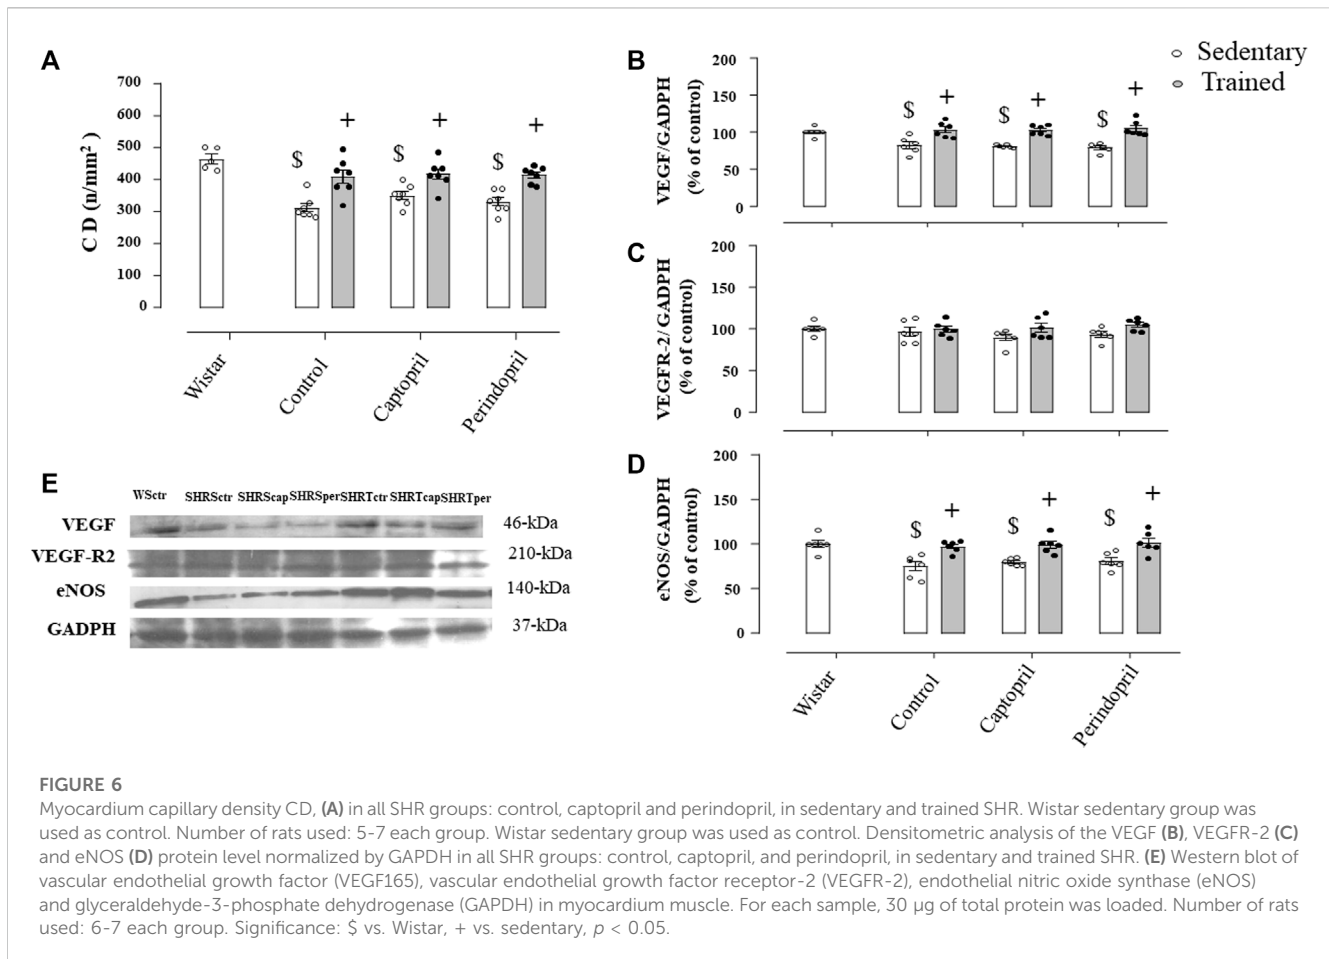 A
700
600
500
400
300
200
100
0
CD (n/mm²)
$ + $ + $ +
Wistar
Control
Captopril
Perindopril
B
VEGF/GADPH
(% of control)
200
150
100
50
0
$ + $ + $ +
Sedentary
Trained
C
VEGFR-2/ GADPH
(% of control)
200
150
100
50
0
D
eNOS/GADPH
(% of control)
200
150
100
50
0
$ + $ + $ +
Wistar
Control
Captopril
Perindopril
E
WSctr SHRSctr SHRScap SHRSper SHRTctr SHRTcap SHRTper
VEGF 46-kDa
VEGF-R2 210-kDa
eNOS 140-kDa
GADPH 37-kDa
FIGURE 6
Myocardium capillary density CD, (A) in all SHR groups: control, captopril and perindopril, in sedentary and trained SHR. Wistar sedentary group was
used as control. Number of rats used: 5-7 each group. Wistar sedentary group was used as control. Densitometric analysis of the VEGF (B), VEGFR-2 (C)
and eNOS (D) protein level normalized by GAPDH in all SHR groups: control, captopril, and perindopril, in sedentary and trained SHR. (E) Western blot of
vascular endothelial growth factor (VEGF165), vascular endothelial growth factor receptor-2 (VEGFR-2), endothelial nitric oxide synthase (eNOS)
and glyceraldehyde-3-phosphate dehydrogenase (GAPDH) in myocardium muscle. For each sample, 30 µg of total protein was loaded. Number of rats
used: 6-7 each group. Significance: $ vs. Wistar, + vs. sedentary, p < 0.05.